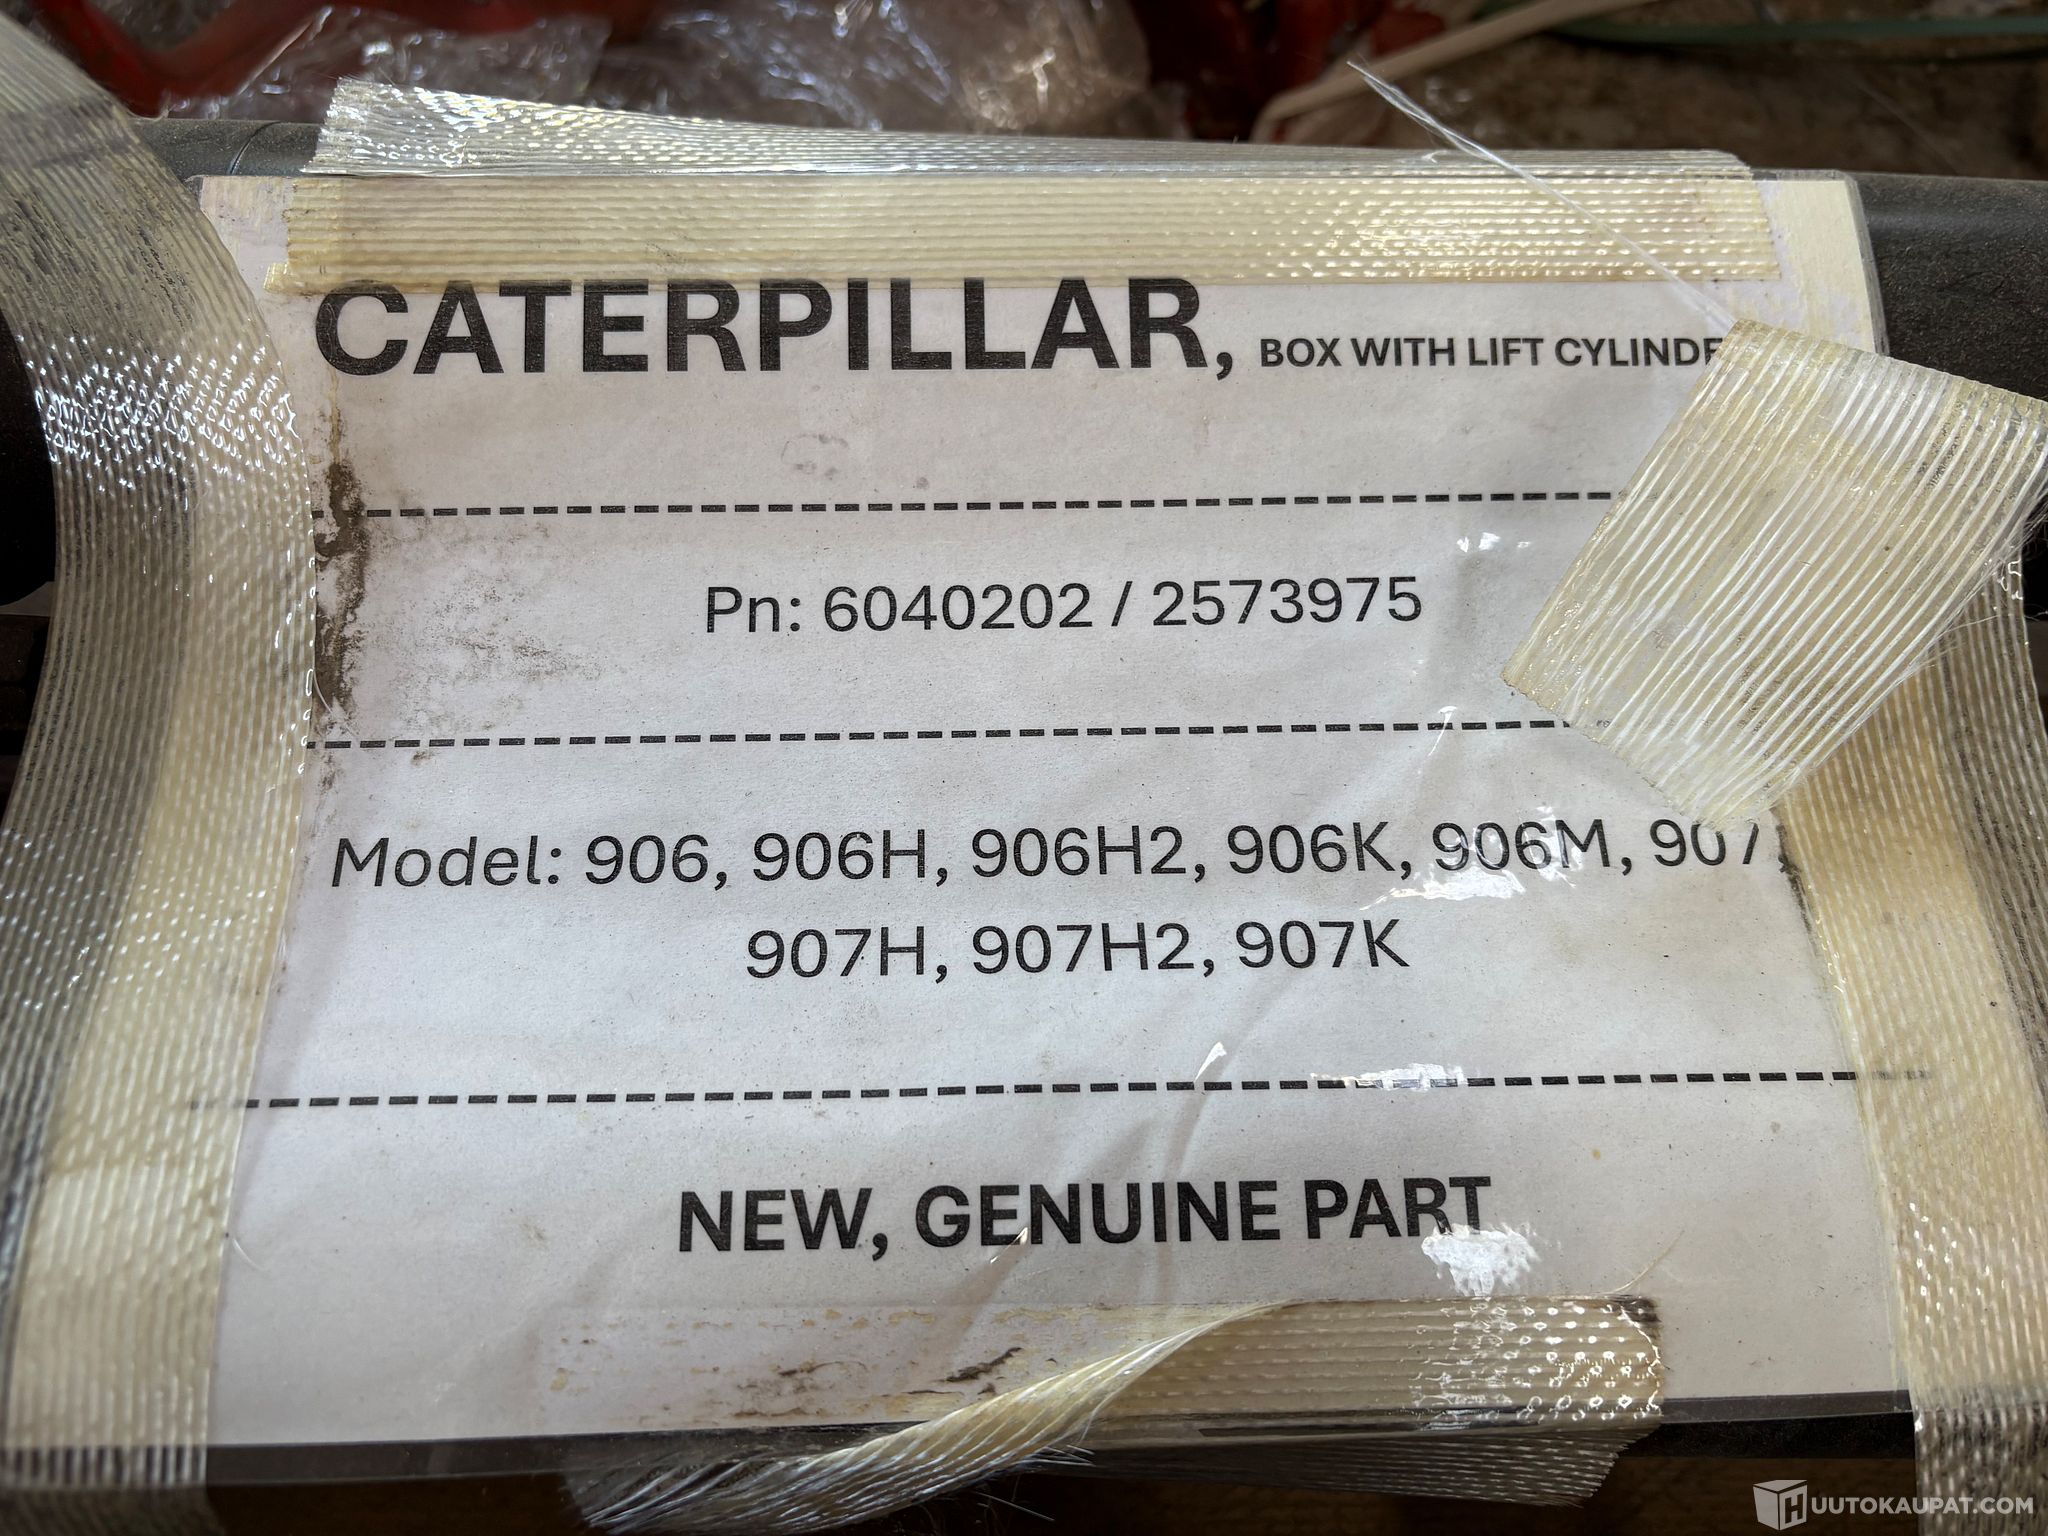 CATERPILLAR, BOX WITH LIFT
Pn: 6040202 / 2573975
Model: 906, 906H, 906H2, 906K, 906M, 907
907H, 907H2, 907K
NEW, GENUINE PART
HUUTOKAUPAT.COM